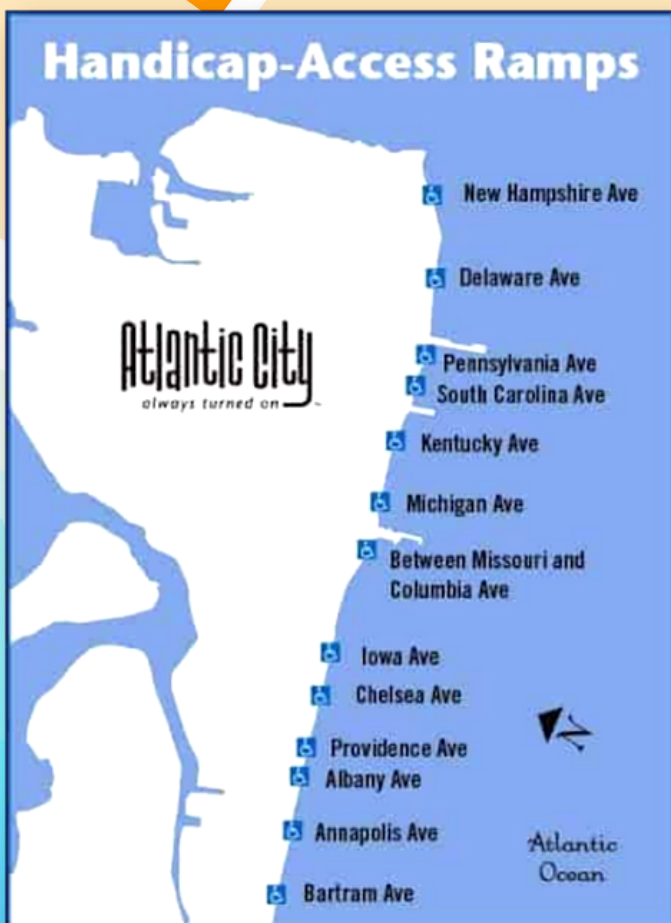 Handicap-Access Ramps
New Hampshire Ave
Delaware Ave
Atlantic City
always turned on
Pennsylvania Ave
South Carolina Ave
Kentucky Ave
Michigan Ave
Between Missouri and
Columbia Ave
Iowa Ave
Chelsea Ave
N
Providence Ave
Albany Ave
Annapolis Ave
Atlantic
Ocean
Bartram Ave